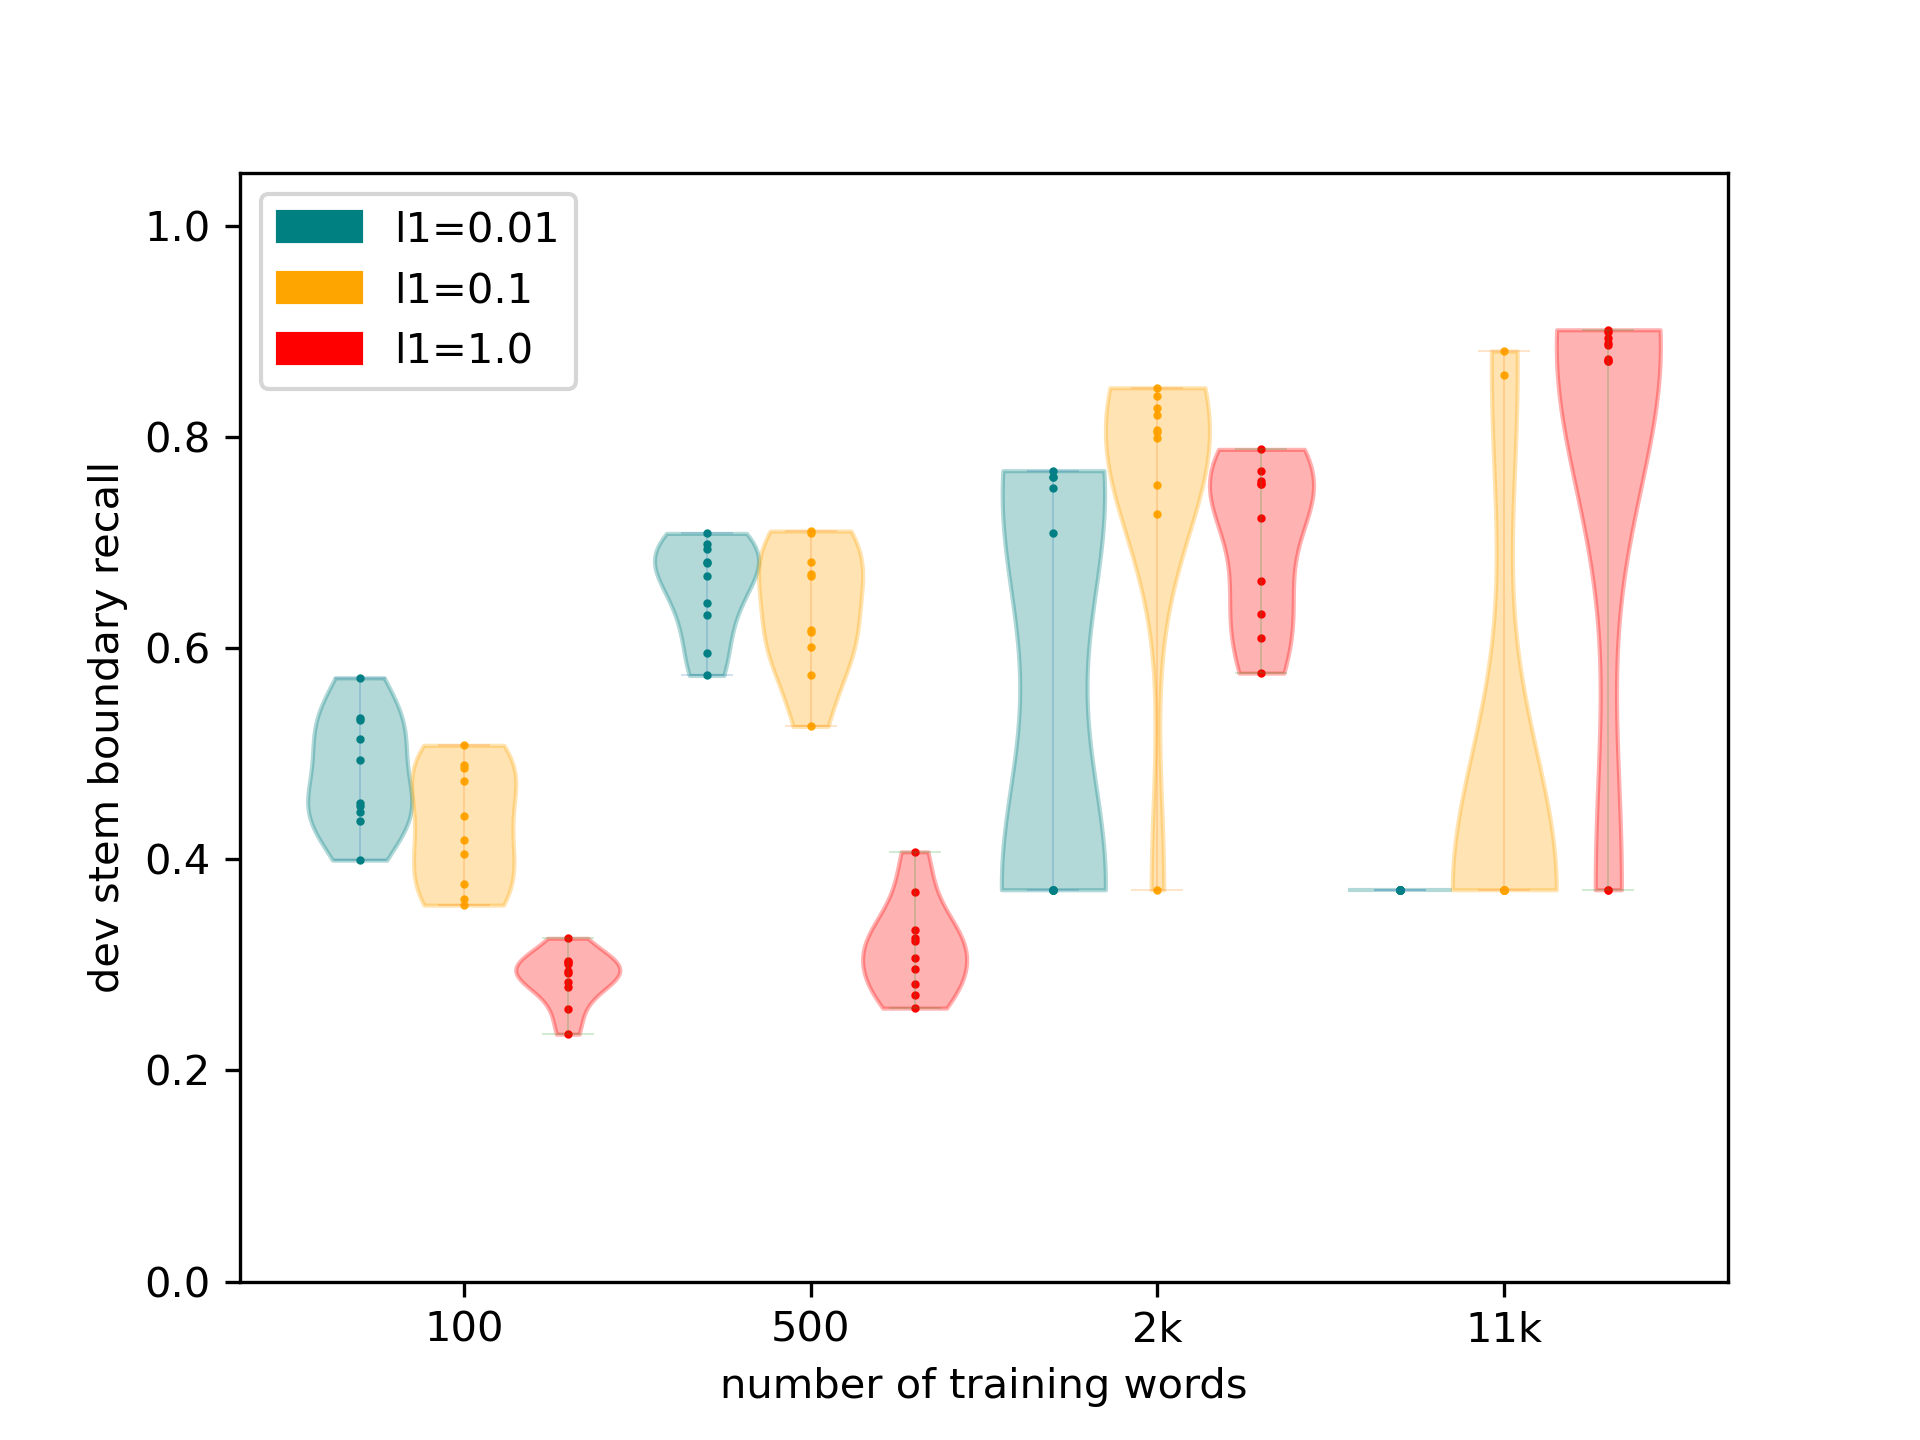 l1=0.01
l1=0.1
l1=1.0
dev stem boundary recall
1.0
0.8
0.6
0.4
0.2
0.0
100 500 2k 11k
number of training words